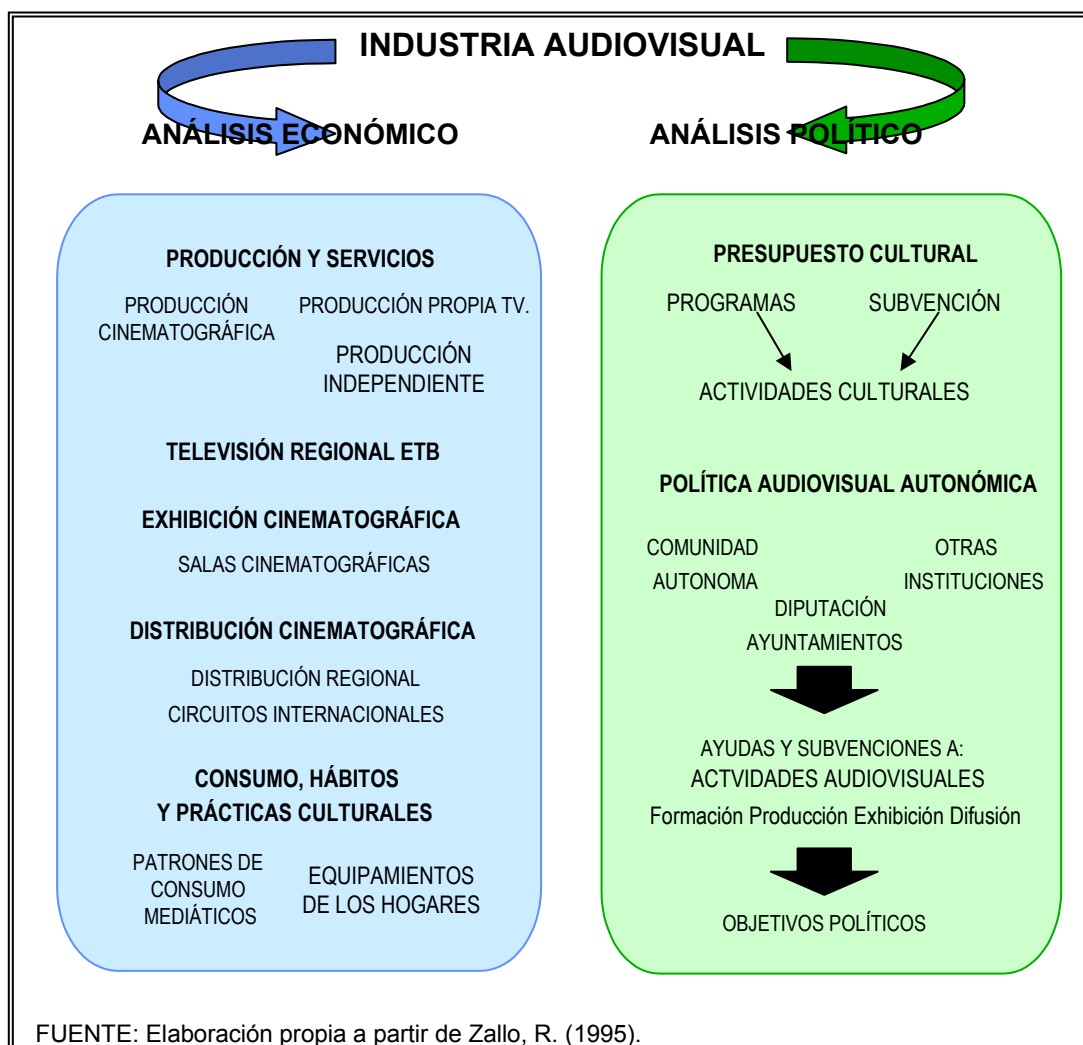 INDUSTRIA AUDIOVISUAL
ANÁLISIS ECONÓMICO
ANÁLISIS POLÍTICO
PRODUCCIÓN Y SERVICIOS
PRODUCCIÓN
CINEMATOGRÁFICA
PRODUCCIÓN PROPIA TV.
PRODUCCIÓN
INDEPENDIENTE
TELEVISIÓN REGIONAL ETB
EXHIBICIÓN CINEMATOGRÁFICA
SALAS CINEMATOGRÁFICAS
DISTRIBUCIÓN CINEMATOGRÁFICA
DISTRIBUCIÓN REGIONAL
CIRCUITOS INTERNACIONALES
CONSUMO, HÁBITOS
Y PRÁCTICAS CULTURALES
PATRONES DE
CONSUMO
MEDIÁTICOS
EQUIPAMIENTOS
DE LOS HOGARES
PRESUPUESTO CULTURAL
PROGRAMAS
SUBVENCIÓN
ACTIVIDADES CULTURALES
POLÍTICA AUDIOVISUAL AUTONÓMICA
COMUNIDAD
AUTONOMA
OTRAS
INSTITUCIONES
DIPUTACIÓN
AYUNTAMIENTOS
AYUDAS Y SUBVENCIONES A:
ACTVIDADES AUDIOVISUALES
Formación Producción Exhibición Difusión
OBJETIVOS POLÍTICOS
FUENTE: Elaboración propia a partir de Zallo, R. (1995).